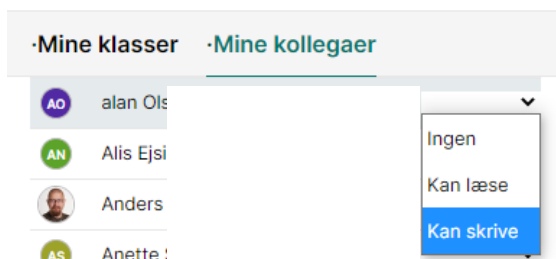 ·Mine klasser ·Mine kollegaer
AO alan Ols
Ingen
AN Alis Ejsi
Kan læse
Anders
Kan skrive
AS Anette